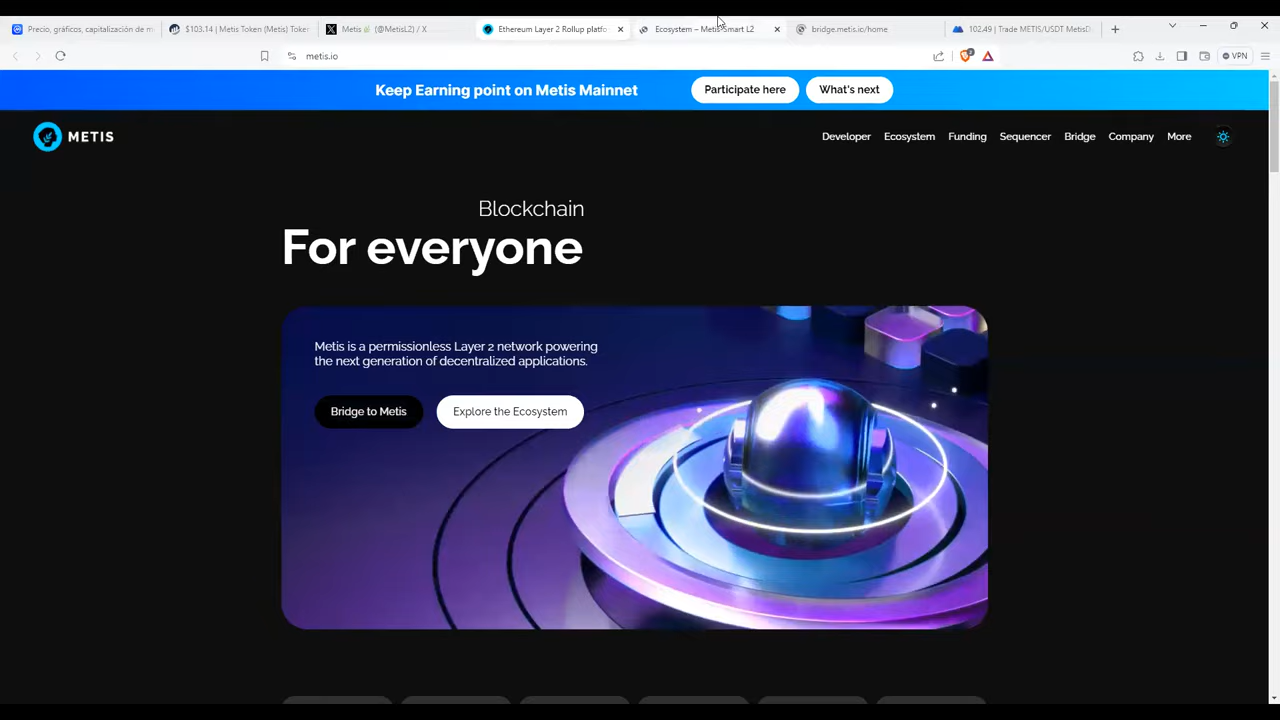 Precio, gráficos, capitalización de m
$103.14 | Metis Token (Metis) Token
Metis (@MetisL2) / X
Ethereum Layer 2 Rollup platfo
Ecosystem – Metis Smart L2
bridge.metis.io/home
102.49 | Trade METIS/USDT MetisD
metis.io
VPN
Keep Earning point on Metis Mainnet
Participate here
What's next
METIS
Developer
Ecosystem
Funding
Sequencer
Bridge
Company
More
Blockchain
For everyone
Metis is a permissionless Layer 2 network powering
the next generation of decentralized applications.
Bridge to Metis
Explore the Ecosystem